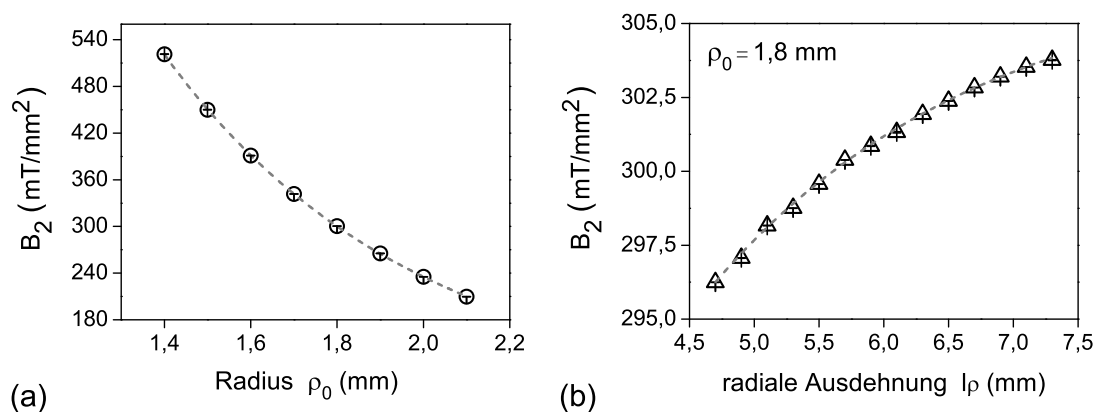 540
480
420
360
300
240
180
B₂ (mT/mm²)
1,4 1,6 1,8 2,0 2,2
Radius ρ₀ (mm)
(a)
305,0
302,5
300,0
297,5
295,0
B₂ (mT/mm²)
ρ₀ = 1,8 mm
4,5 5,0 5,5 6,0 6,5 7,0 7,5
radiale Ausdehnung lρ (mm)
(b)